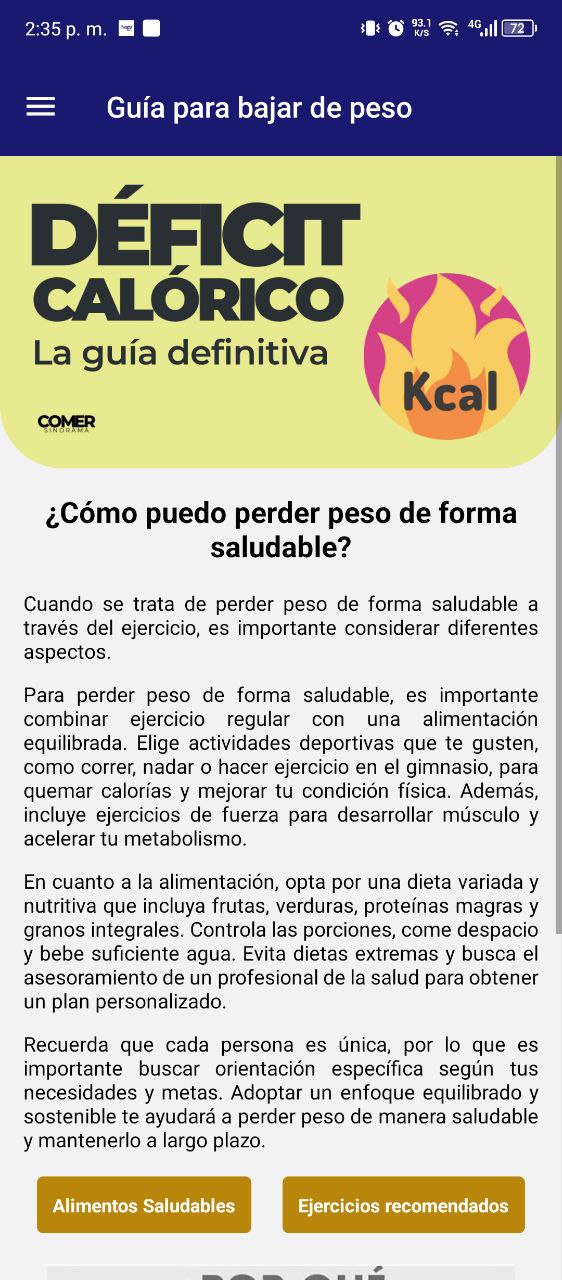 2:35 p. m.
93.1
K/S
4G
72
Guía para bajar de peso
DÉFICIT
CALÓRICO
La guía definitiva
Kcal
COMER
SINDRAMA
¿Cómo puedo perder peso de forma
saludable?
Cuando se trata de perder peso de forma saludable a
través del ejercicio, es importante considerar diferentes
aspectos.
Para perder peso de forma saludable, es importante
combinar ejercicio regular con una alimentación
equilibrada. Elige actividades deportivas que te gusten,
como correr, nadar o hacer ejercicio en el gimnasio, para
quemar calorías y mejorar tu condición física. Además,
incluye ejercicios de fuerza para desarrollar músculo y
acelerar tu metabolismo.
En cuanto a la alimentación, opta por una dieta variada y
nutritiva que incluya frutas, verduras, proteínas magras y
granos integrales. Controla las porciones, come despacio
y bebe suficiente agua. Evita dietas extremas y busca el
asesoramiento de un profesional de la salud para obtener
un plan personalizado.
Recuerda que cada persona es única, por lo que es
importante buscar orientación específica según tus
necesidades y metas. Adoptar un enfoque equilibrado y
sostenible te ayudará a perder peso de manera saludable
y mantenerlo a largo plazo.
Alimentos Saludables
Ejercicios recomendados
POR QUÉ